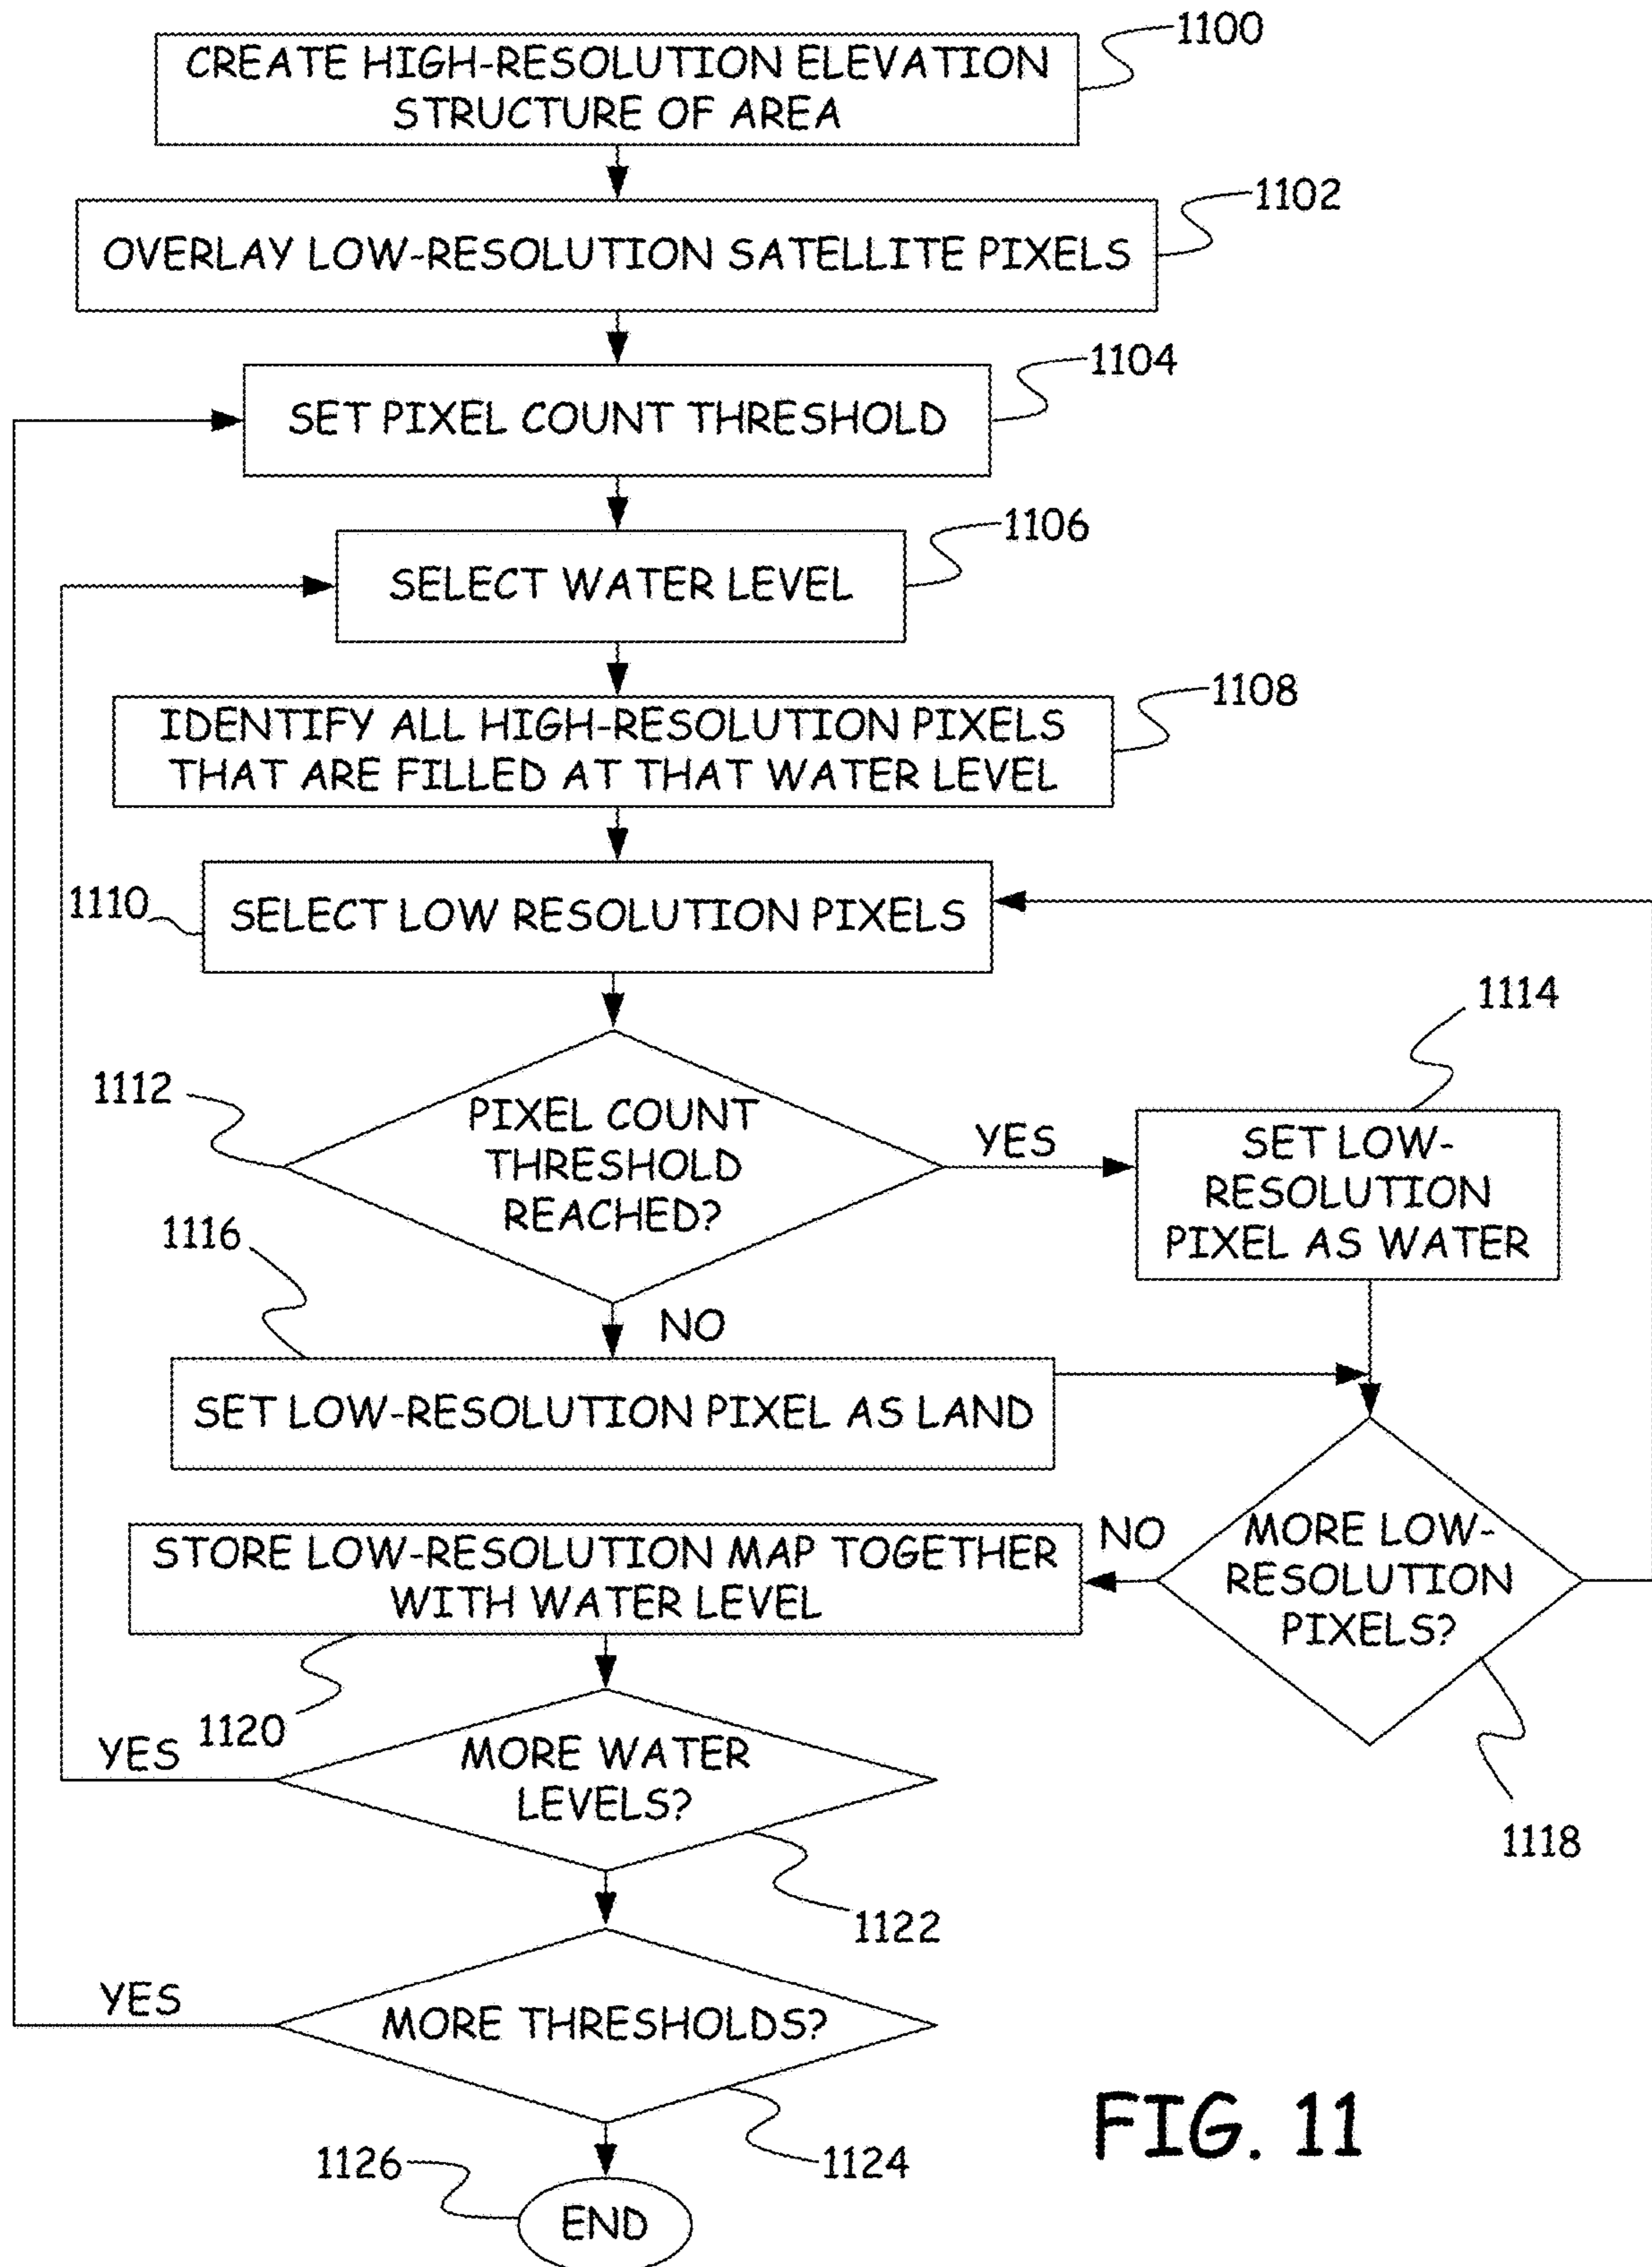 1100
CREATE HIGH-RESOLUTION ELEVATION
STRUCTURE OF AREA
1102
OVERLAY LOW-RESOLUTION SATELLITE PIXELS
1104
SET PIXEL COUNT THRESHOLD
1106
SELECT WATER LEVEL
1108
IDENTIFY ALL HIGH-RESOLUTION PIXELS
THAT ARE FILLED AT THAT WATER LEVEL
1110
SELECT LOW RESOLUTION PIXELS
1112
PIXEL COUNT
THRESHOLD
REACHED?
YES
1114
SET LOW-
RESOLUTION
PIXEL AS WATER
NO
1116
SET LOW-RESOLUTION PIXEL AS LAND
MORE LOW-
RESOLUTION
PIXELS?
1118
NO
STORE LOW-RESOLUTION MAP TOGETHER
WITH WATER LEVEL
1120
YES
MORE WATER
LEVELS?
1122
YES
MORE THRESHOLDS?
1124
1126
END
FIG. 11